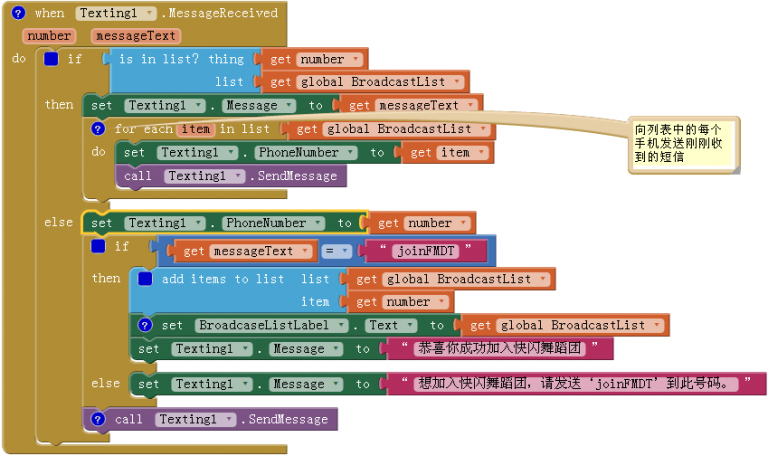 ? when Texting1 .MessageReceived
number messageText
do if is in list? thing get number
list get global BroadcastList
then set Texting1 . Message to get messageText
? for each item in list get global BroadcastList
do set Texting1 . PhoneNumber to get item
call Texting1 .SendMessage
向列表中的每个
手机发送刚刚收
到的短信
else set Texting1 . PhoneNumber to get number
if get messageText = “ joinFMDT ”
then add items to list list get global BroadcastList
item get number
? set BroadcaseListLabel . Text to get global BroadcastList
set Texting1 . Message to “ 恭喜你成功加入快闪舞蹈团 ”
else set Texting1 . Message to “ 想加入快闪舞蹈团，请发送‘joinFMDT’到此号码。 ”
? call Texting1 .SendMessage